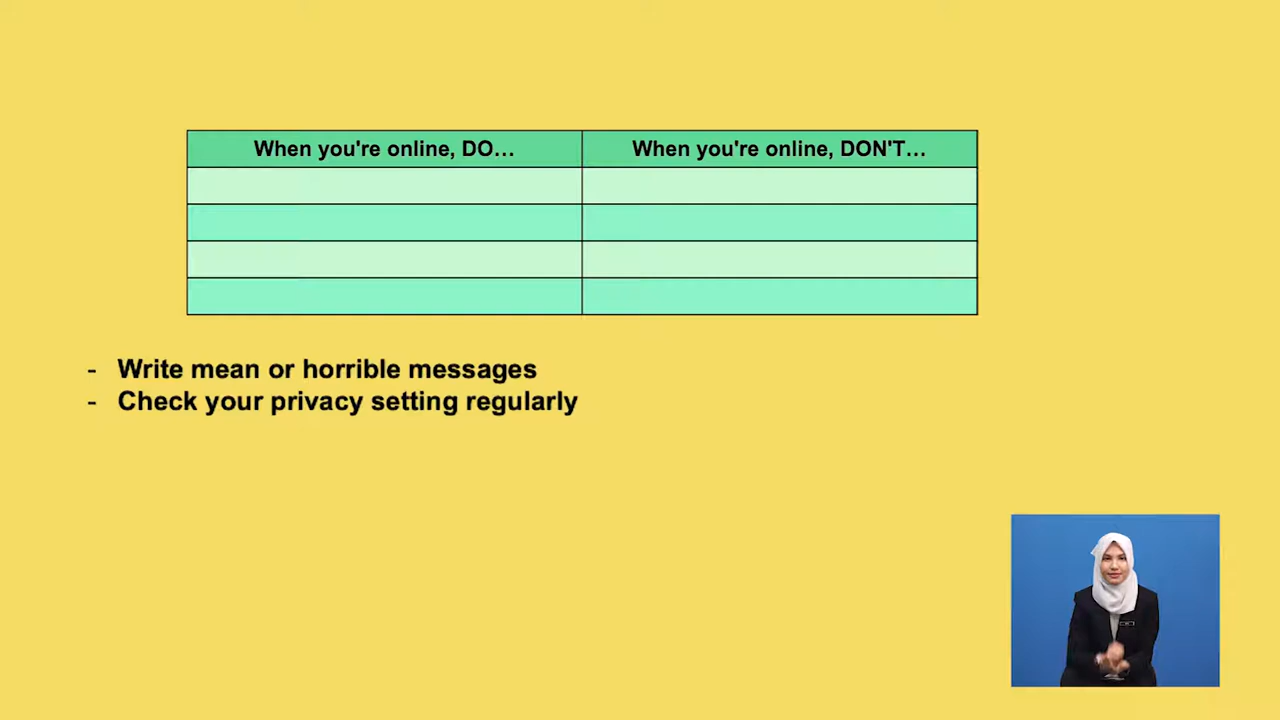 When you're online, DO...
When you're online, DON'T...
- Write mean or horrible messages
- Check your privacy setting regularly